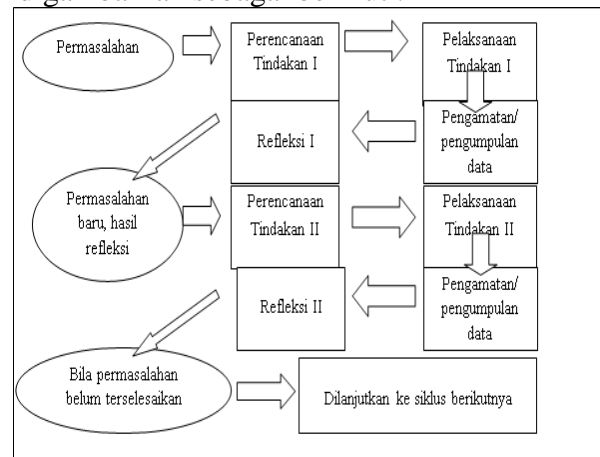 Permasalahan
Perencanaan
Tindakan I
Pelaksanaan
Tindakan I
Refleksi I
Pengamatan/
pengumpulan
data
Permasalahan
baru, hasil
refleksi
Perencanaan
Tindakan II
Pelaksanaan
Tindakan II
Refleksi II
Pengamatan/
pengumpulan
data
Bila permasalahan
belum terselesaikan
Dilanjutkan ke siklus berikutnya